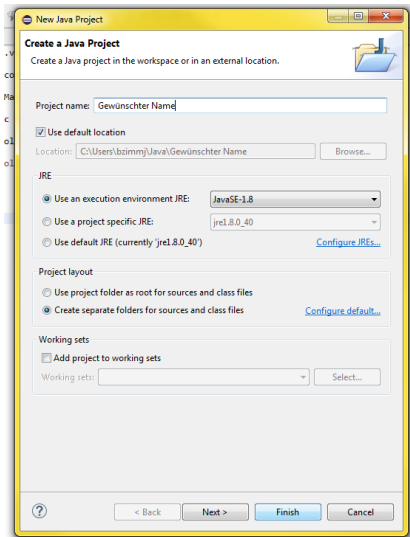 New Java Project
Create a Java Project
Create a Java project in the workspace or in an external location.
Project name: Gewünschter Name
Use default location
Location: C:\Users\bzimmj\Java\Gewünschter Name Browse...
JRE
Use an execution environment JRE: JavaSE-1.8
Use a project specific JRE: jre1.8.0_40
Use default JRE (currently 'jre1.8.0_40') Configure JREs...
Project layout
Use project folder as root for sources and class files
Create separate folders for sources and class files Configure default...
Working sets
Add project to working sets
Working sets: Select...
? < Back Next > Finish Cancel